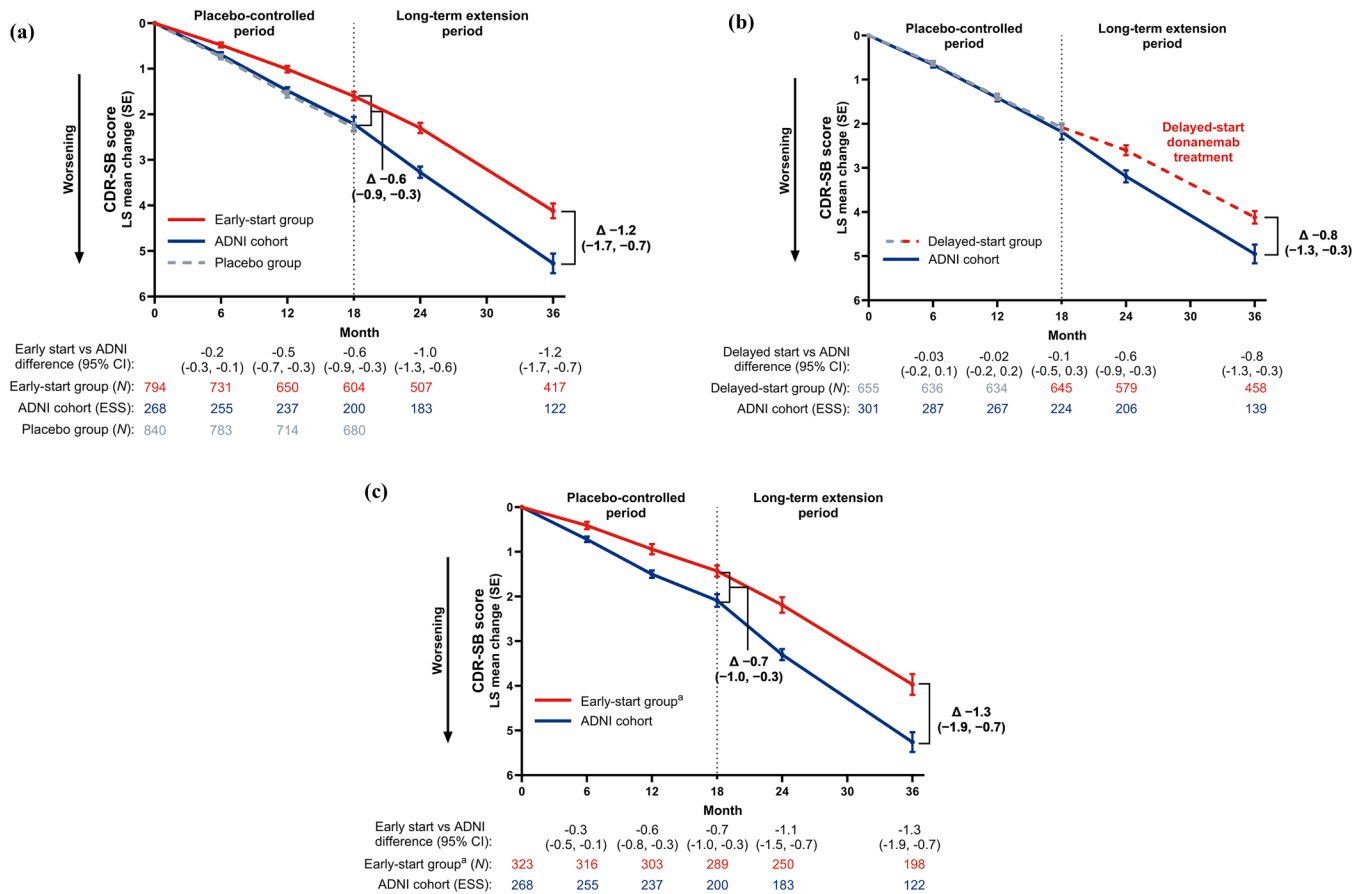 (a)
Placebo-controlled
period
Long-term extension
period
Worsening
CDR-SB score
LS mean change (SE)
0
1
2
3
4
5
6
Δ −0.6
(−0.9, −0.3)
Δ −1.2
(−1.7, −0.7)
Early-start group
ADNI cohort
Placebo group
0 6 12 18 24 30 36
Month
Early start vs ADNI
difference (95% CI):
-0.2 -0.5 -0.6 -1.0 -1.2
(-0.3, -0.1) (-0.7, -0.3) (-0.9, -0.3) (-1.3, -0.6) (-1.7, -0.7)
Early-start group (N): 794 731 650 604 507 417
ADNI cohort (ESS): 268 255 237 200 183 122
Placebo group (N): 840 783 714 680
(b)
Placebo-controlled
period
Long-term extension
period
Worsening
CDR-SB score
LS mean change (SE)
0
1
2
3
4
5
6
Delayed-start
donanemab
treatment
Δ −0.8
(−1.3, −0.3)
Delayed-start group
ADNI cohort
0 6 12 18 24 30 36
Month
Delayed start vs ADNI
difference (95% CI):
-0.03 -0.02 -0.1 -0.6 -0.8
(-0.2, 0.1) (-0.2, 0.2) (-0.5, 0.3) (-0.9, -0.3) (-1.3, -0.3)
Delayed-start group (N): 655 636 634 645 579 458
ADNI cohort (ESS): 301 287 267 224 206 139
(c)
Placebo-controlled
period
Long-term extension
period
Worsening
CDR-SB score
LS mean change (SE)
0
1
2
3
4
5
6
Δ −0.7
(−1.0, −0.3)
Δ −1.3
(−1.9, −0.7)
Early-start groupᵃ
ADNI cohort
0 6 12 18 24 30 36
Month
Early start vs ADNI
difference (95% CI):
-0.3 -0.6 -0.7 -1.1 -1.3
(-0.5, -0.1) (-0.8, -0.3) (-1.0, -0.3) (-1.5, -0.7) (-1.9, -0.7)
Early-start groupᵃ (N): 323 316 303 289 250 198
ADNI cohort (ESS): 268 255 237 200 183 122